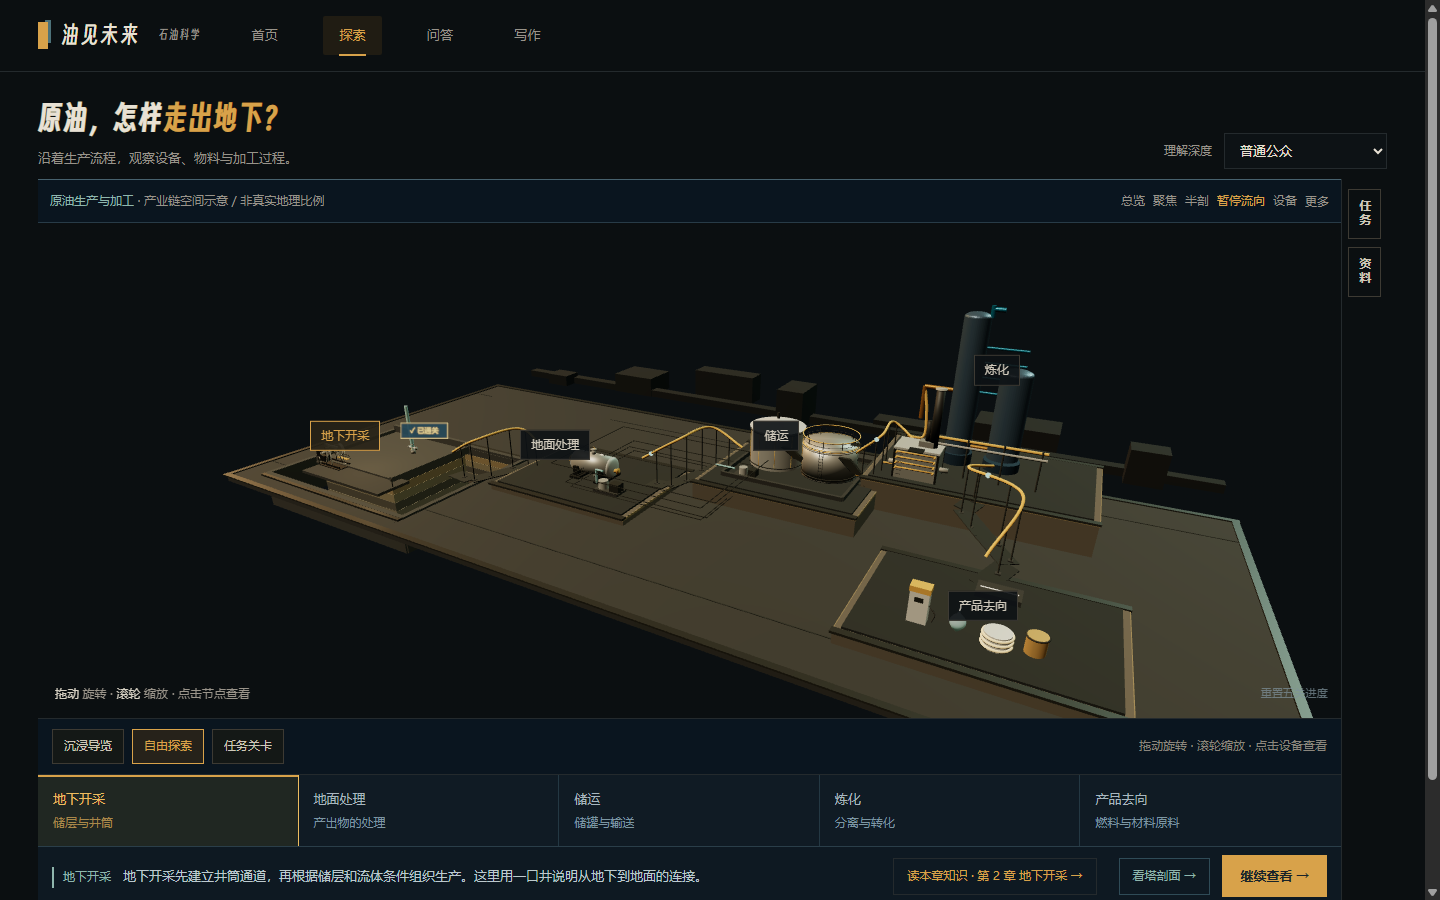 油见未来 石油科学 首页 探索 问答 写作
原油，怎样走出地下？
沿着生产流程，观察设备、物料与加工过程。
理解深度 普通公众
原油生产与加工 · 产业链空间示意 / 非真实地理比例
总览 聚焦 半剖 暂停流向 设备 更多
任务
资料
炼化
地下开采
✓ 已通关
地面处理
储运
产品去向
拖动 旋转 · 滚轮 缩放 · 点击节点查看
重置五 进度
沉浸导览 自由探索 任务关卡
拖动旋转 · 滚轮缩放 · 点击设备查看
地下开采 地面处理 储运 炼化 产品去向
储层与井筒 产出物的处理 储罐与输送 分离与转化 燃料与材料原料
地下开采 地下开采先建立井筒通道，再根据储层和流体条件组织生产。这里用一口井说明从地下到地面的连接。
读本章知识 · 第 2 章 地下开采 → 看塔剖面 → 继续查看 →